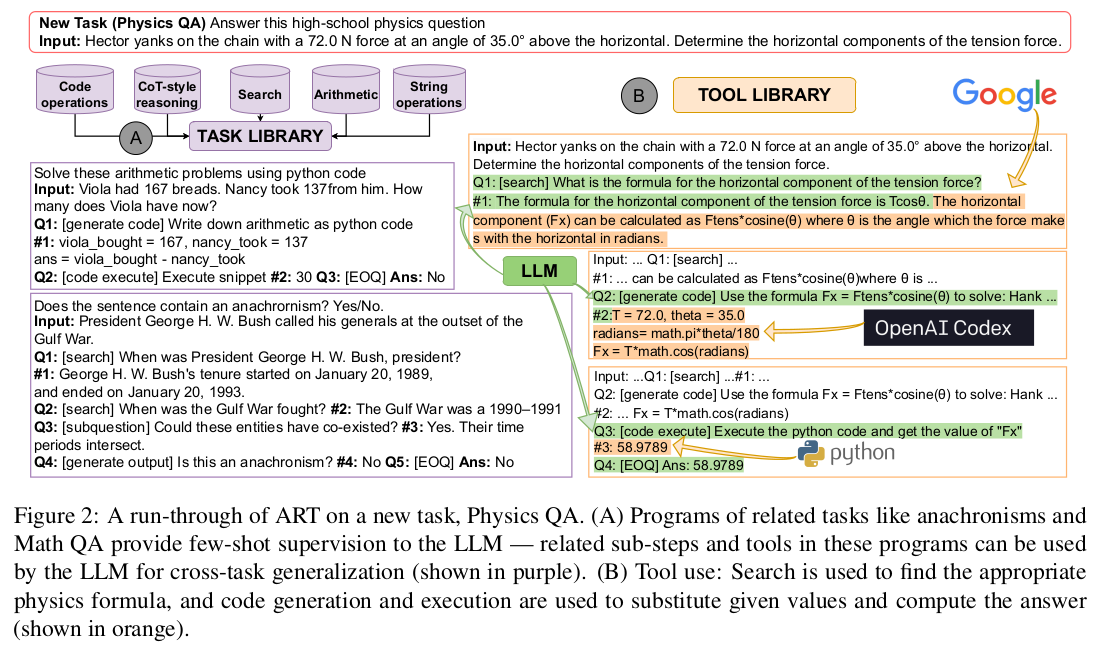 New Task (Physics QA) Answer this high-school physics question
Input: Hector yanks on the chain with a 72.0 N force at an angle of 35.0° above the horizontal. Determine the horizontal components of the tension force.
Code
operations
CoT-style
reasoning
Search
Arithmetic
String
operations
A
TASK LIBRARY
B
TOOL LIBRARY
Google
Solve these arithmetic problems using python code
Input: Viola had 167 breads. Nancy took 137from him. How
many does Viola have now?
Q1: [generate code] Write down arithmetic as python code
#1: viola_bought = 167, nancy_took = 137
ans = viola_bought - nancy_took
Q2: [code execute] Execute snippet #2: 30 Q3: [EOQ] Ans: No
Does the sentence contain an anachrornism? Yes/No.
Input: President George H. W. Bush called his generals at the outset of the
Gulf War.
Q1: [search] When was President George H. W. Bush, president?
#1: George H. W. Bush's tenure started on January 20, 1989,
and ended on January 20, 1993.
Q2: [search] When was the Gulf War fought? #2: The Gulf War was a 1990–1991
Q3: [subquestion] Could these entities have co-existed? #3: Yes. Their time
periods intersect.
Q4: [generate output] Is this an anachronism? #4: No Q5: [EOQ] Ans: No
LLM
Input: Hector yanks on the chain with a 72.0 N force at an angle of 35.0° above the horizontal.
Determine the horizontal components of the tension force.
Q1: [search] What is the formula for the horizontal component of the tension force?
#1: The formula for the horizontal component of the tension force is Tcosθ. The horizontal
component (Fx) can be calculated as Ftens*cosine(θ) where θ is the angle which the force make
s with the horizontal in radians.
Input: ... Q1: [search] ...
#1: ... can be calculated as Ftens*cosine(θ)where θ is ...
Q2: [generate code] Use the formula Fx = Ftens*cosine(θ) to solve: Hank ...
#2:T = 72.0, theta = 35.0
radians= math.pi*theta/180
Fx = T*math.cos(radians)
OpenAI Codex
Input: ...Q1: [search] ...#1: ...
Q2: [generate code] Use the formula Fx = Ftens*cosine(θ) to solve: Hank ...
#2: ... Fx = T*math.cos(radians)
Q3: [code execute] Execute the python code and get the value of "Fx"
#3: 58.9789
Q4: [EOQ] Ans: 58.9789
python
Figure 2: A run-through of ART on a new task, Physics QA. (A) Programs of related tasks like anachronisms and
Math QA provide few-shot supervision to the LLM — related sub-steps and tools in these programs can be used
by the LLM for cross-task generalization (shown in purple). (B) Tool use: Search is used to find the appropriate
physics formula, and code generation and execution are used to substitute given values and compute the answer
(shown in orange).